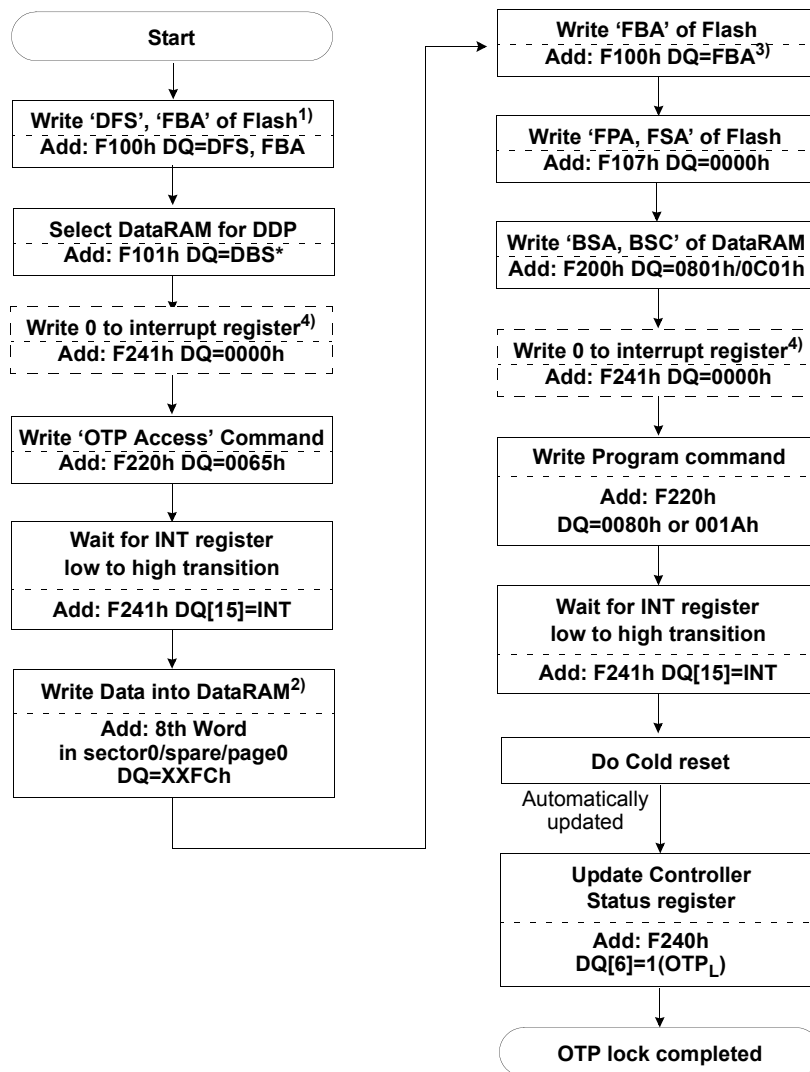 Start
Write ‘DFS’, ‘FBA’ of Flash1)
Add: F100h DQ=DFS, FBA
Select DataRAM for DDP
Add: F101h DQ=DBS*
Write 0 to interrupt register4)
Add: F241h DQ=0000h
Write ‘OTP Access’ Command
Add: F220h DQ=0065h
Wait for INT register
low to high transition
Add: F241h DQ[15]=INT
Write Data into DataRAM2)
Add: 8th Word
in sector0/spare/page0
DQ=XXFCh
Write ‘FBA’ of Flash
Add: F100h DQ=FBA3)
Write ‘FPA, FSA’ of Flash
Add: F107h DQ=0000h
Write ‘BSA, BSC’ of DataRAM
Add: F200h DQ=0801h/0C01h
Write 0 to interrupt register4)
Add: F241h DQ=0000h
Write Program command
Add: F220h
DQ=0080h or 001Ah
Wait for INT register
low to high transition
Add: F241h DQ[15]=INT
Do Cold reset
Automatically
updated
Update Controller
Status register
Add: F240h
DQ[6]=1(OTPL)
OTP lock completed